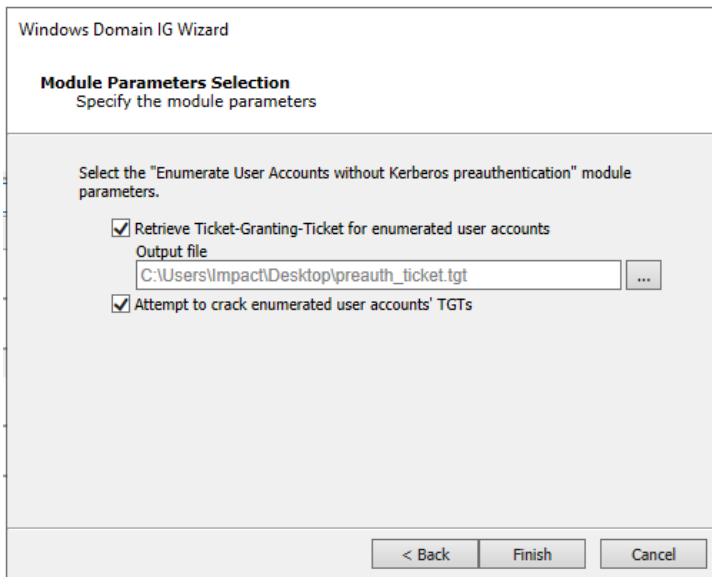 Windows Domain IG Wizard
Module Parameters Selection
Specify the module parameters
Select the "Enumerate User Accounts without Kerberos preauthentication" module
parameters.
Retrieve Ticket-Granting-Ticket for enumerated user accounts
Output file
C:\Users\Impact\Desktop\preauth_ticket.tgt
...
Attempt to crack enumerated user accounts' TGTs
< Back Finish Cancel